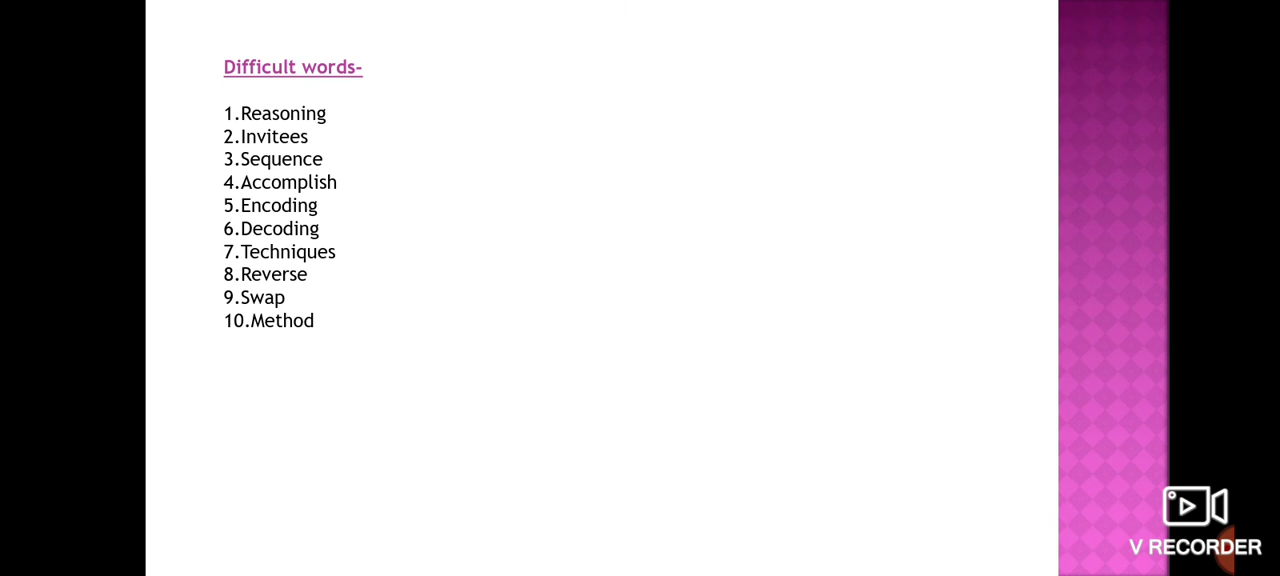 Difficult words-
1.Reasoning
2.Invitees
3.Sequence
4.Accomplish
5.Encoding
6.Decoding
7.Techniques
8.Reverse
9.Swap
10.Method
V RECORDER